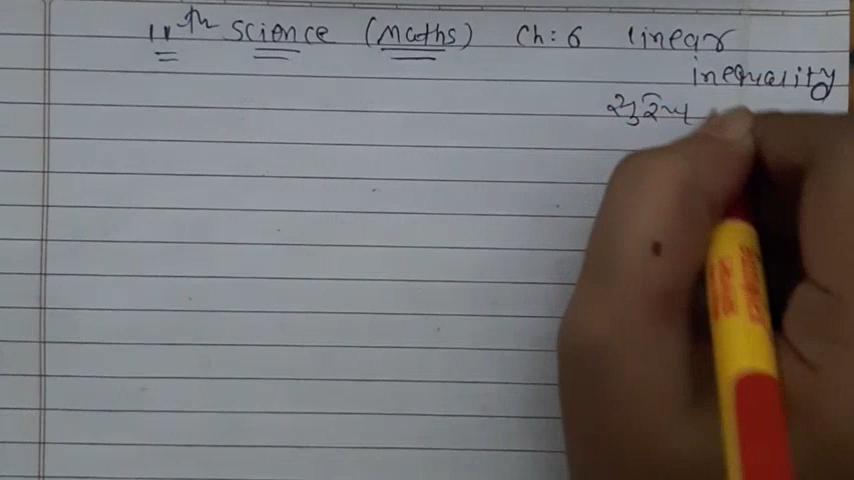 11th science (Maths) Ch: 6 linear
inequality
સુરેખ